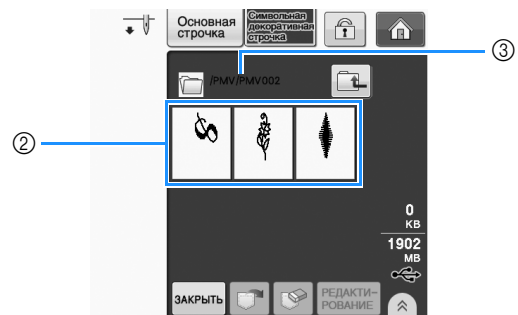 Основная
строчка
Символьная
декоративная
строчка
③
/PMV/PMV002
②
0
KB
1902
MB
ЗАКРЫТЬ
РЕДАКТИ-
РОВАНИЕ